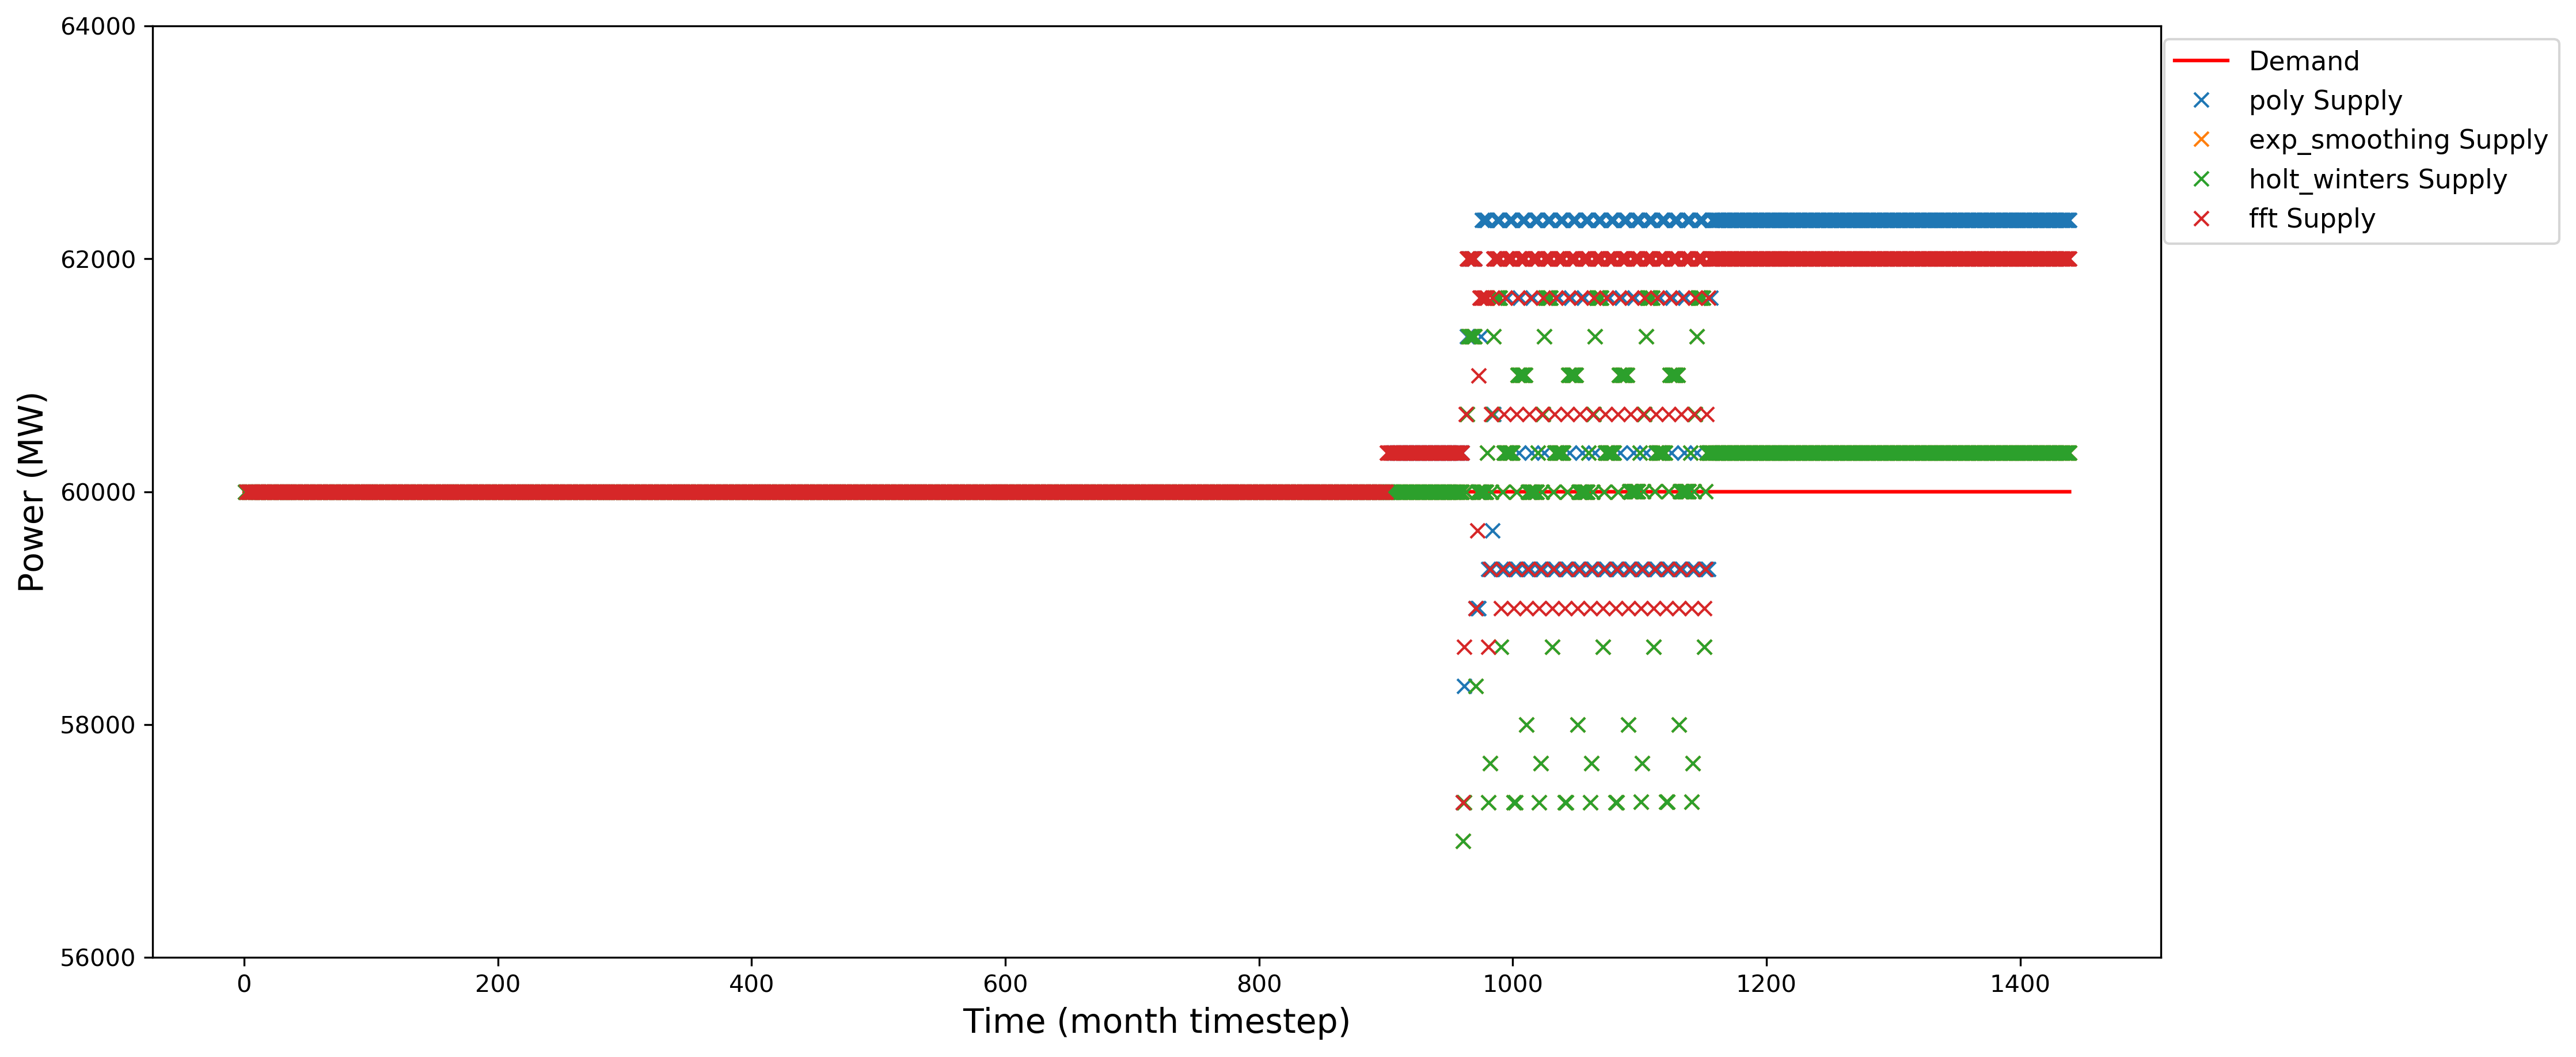 64000
62000
60000
58000
56000
Power (MW)
0 200 400 600 800 1000 1200 1400
Time (month timestep)
Demand
poly Supply
exp_smoothing Supply
holt_winters Supply
fft Supply